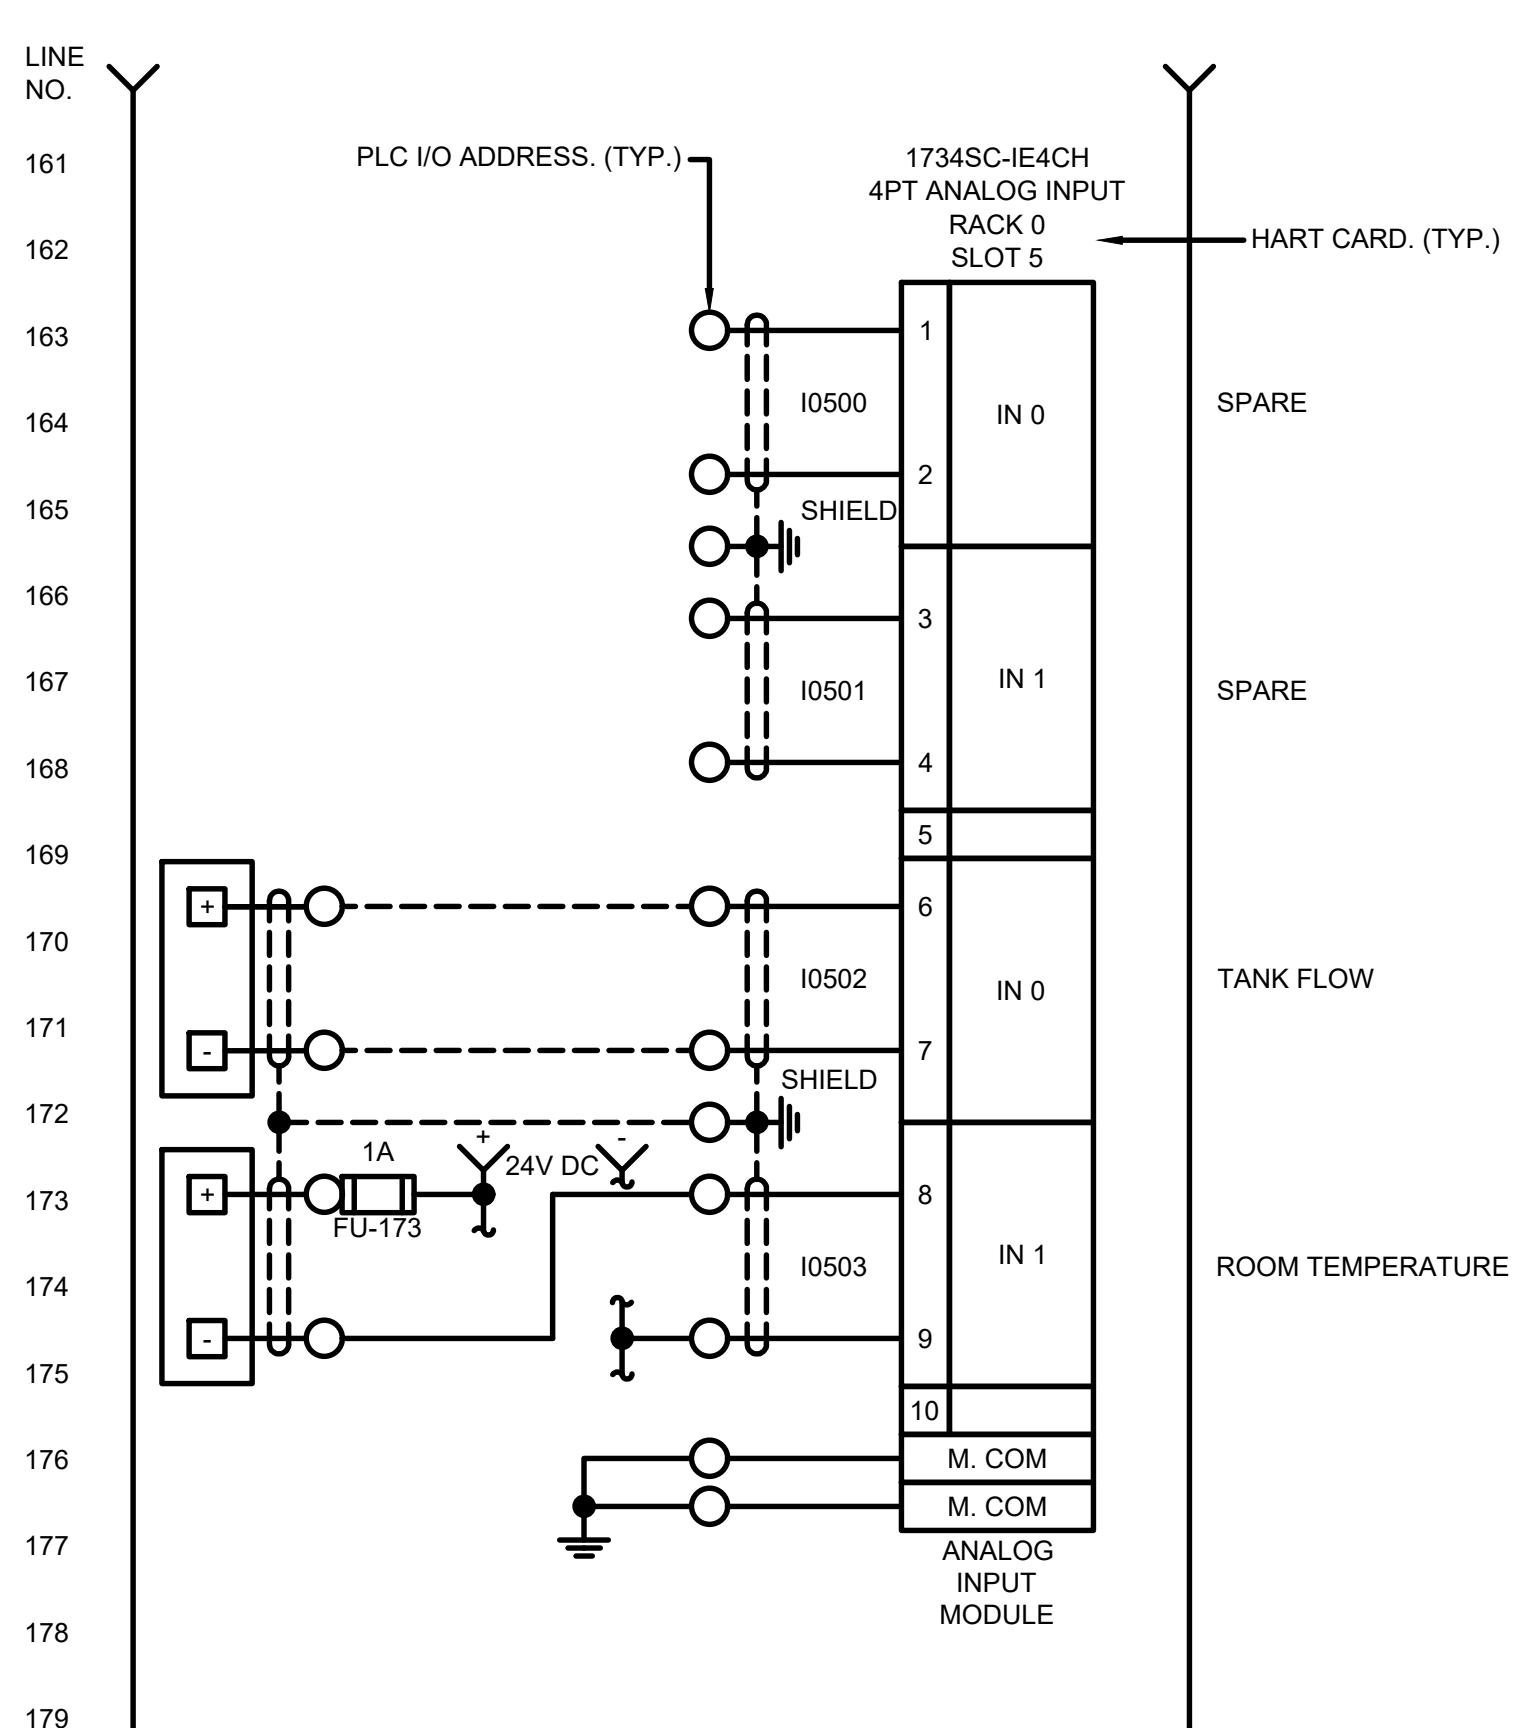 LINE
NO.
161
PLC I/O ADDRESS. (TYP.)
1734SC-IE4CH
4PT ANALOG INPUT
RACK 0
SLOT 5
162
HART CARD. (TYP.)
163
1
I0500
IN 0
SPARE
164
2
165
SHIELD
166
3
167
I0501
IN 1
SPARE
168
4
5
169
+
6
170
I0502
IN 0
TANK FLOW
171
-
7
SHIELD
172
1A
+
24V DC
-
173
+
FU-173
8
174
I0503
IN 1
ROOM TEMPERATURE
-
9
175
10
176
M. COM
M. COM
177
ANALOG
INPUT
MODULE
178
179